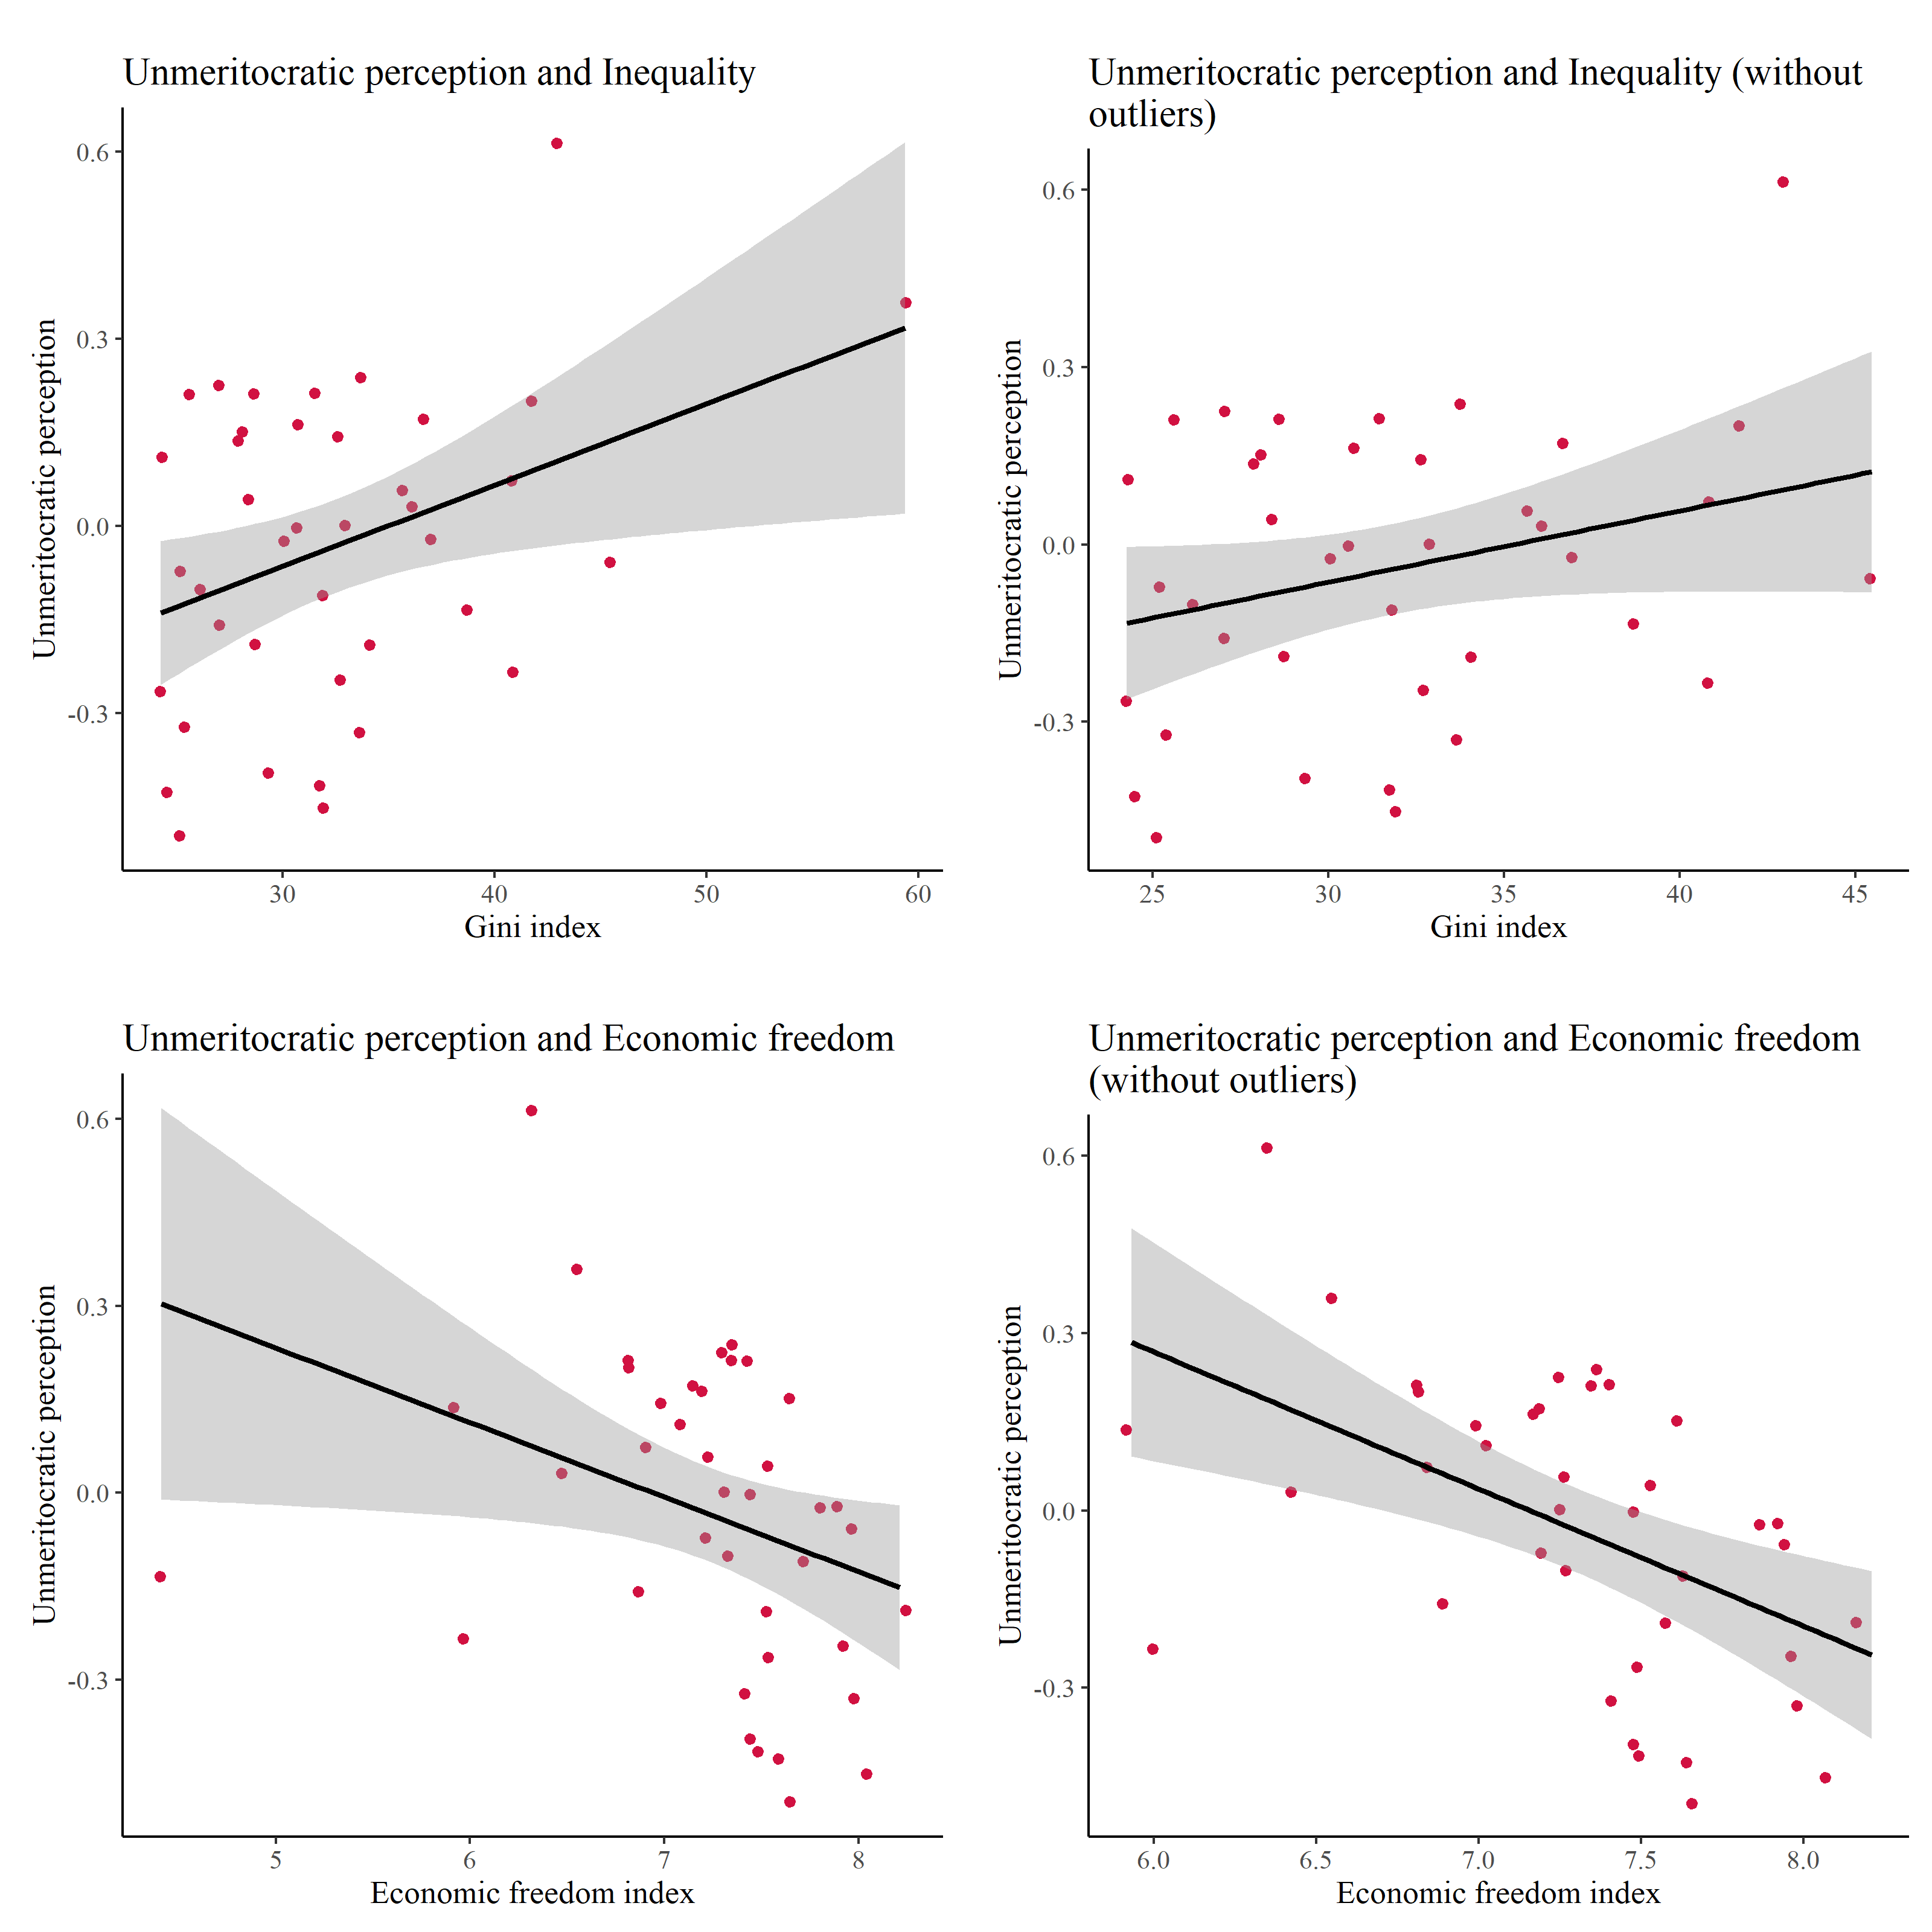 Unmeritocratic perception and Inequality
0.6
0.3
0.0
-0.3
Unmeritocratic perception
30 40 50 60
Gini index
Unmeritocratic perception and Inequality (without
outliers)
0.6
0.3
0.0
-0.3
Unmeritocratic perception
25 30 35 40 45
Gini index
Unmeritocratic perception and Economic freedom
0.6
0.3
0.0
-0.3
Unmeritocratic perception
5 6 7 8
Economic freedom index
Unmeritocratic perception and Economic freedom
(without outliers)
0.6
0.3
0.0
-0.3
Unmeritocratic perception
6.0 6.5 7.0 7.5 8.0
Economic freedom index